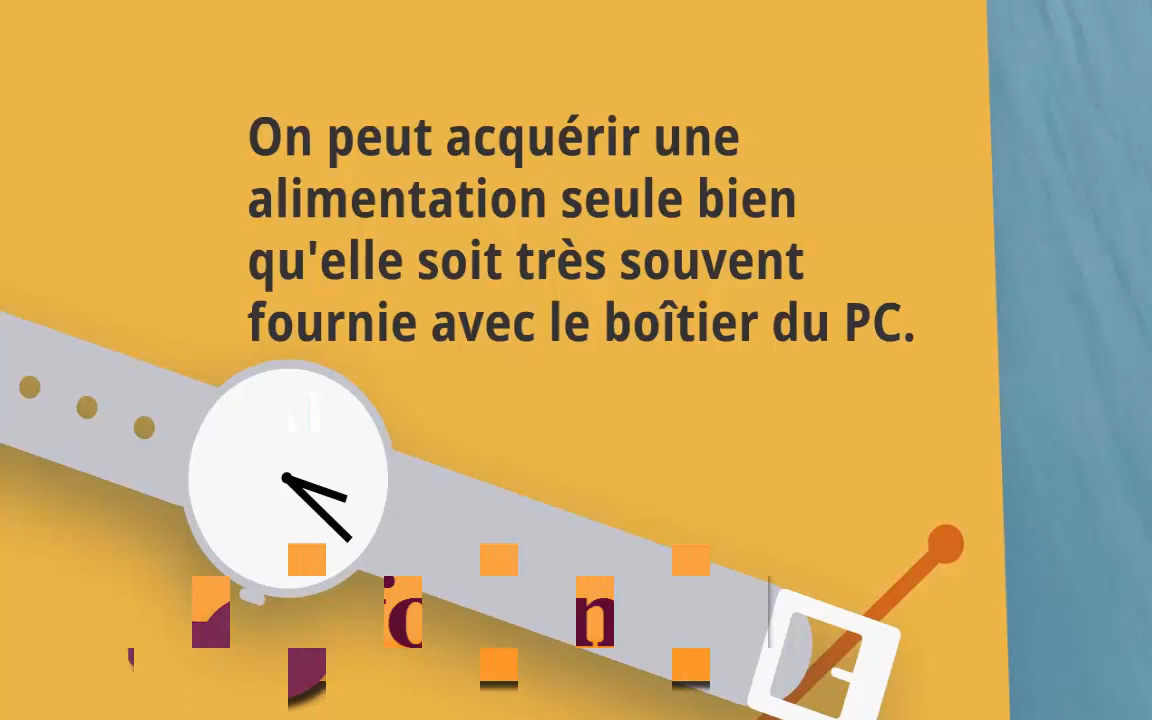 On peut acquérir une
alimentation seule bien
qu'elle soit très souvent
fournie avec le boîtier du PC.